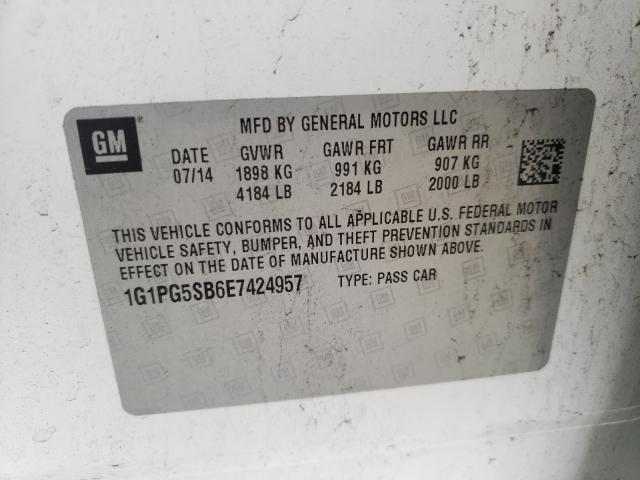 GM
MFD BY GENERAL MOTORS LLC
DATE GVWR GAWR FRT GAWR RR
07/14 1898 KG 991 KG 907 KG
4184 LB 2184 LB 2000 LB
THIS VEHICLE CONFORMS TO ALL APPLICABLE U.S. FEDERAL MOTOR
VEHICLE SAFETY, BUMPER, AND THEFT PREVENTION STANDARDS IN
EFFECT ON THE DATE OF MANUFACTURE SHOWN ABOVE.
1G1PG5SB6E7424957 TYPE: PASS CAR